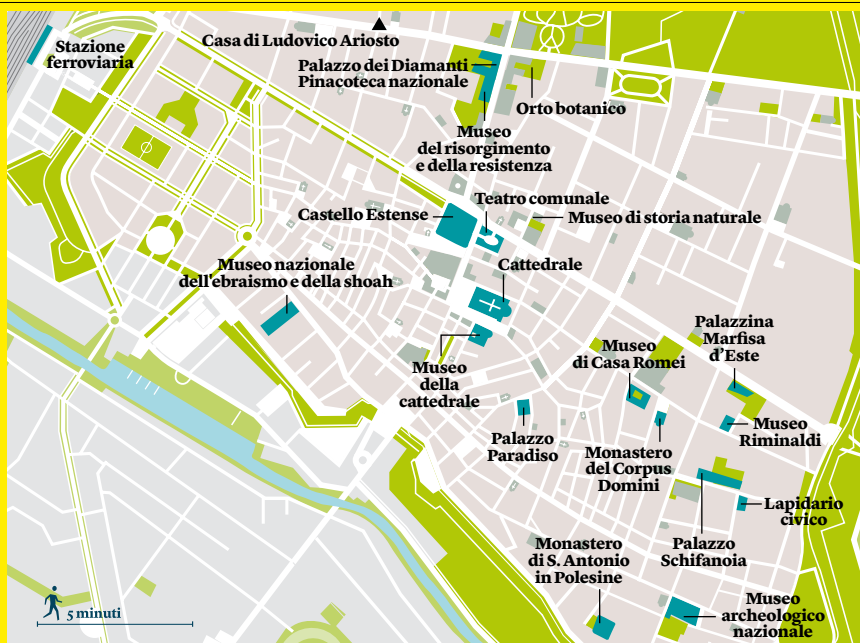 Casa di Ludovico Ariosto
Stazione
ferroviaria
Palazzo dei Diamanti
Pinacoteca nazionale
Orto botanico
Museo
del risorgimento
e della resistenza
Teatro comunale
Castello Estense
Museo di storia naturale
Museo nazionale
dell'ebraismo e della shoah
Cattedrale
Palazzina
Marfisa
d'Este
Museo
di Casa Romei
Museo
della
cattedrale
Museo
Riminaldi
Palazzo
Paradiso
Monastero
del Corpus
Domini
Lapidario
civico
Monastero
di S. Antonio
in Polesine
Palazzo
Schifanoia
Museo
archeologico
nazionale
5 minuti